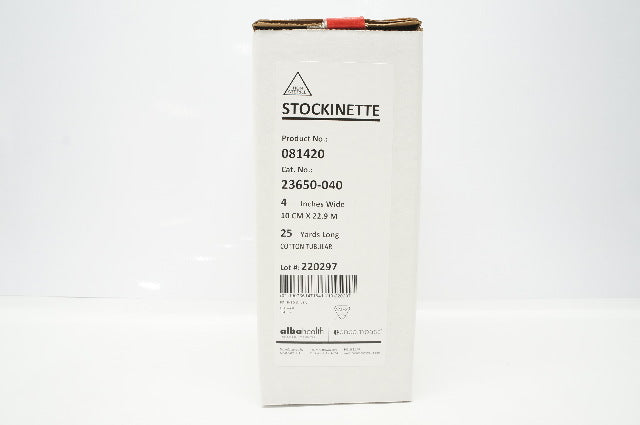 STOCKINETTE
Product No.:
081420
Cat. No.:
23650-040
4 Inches Wide
10 CM X 22.9 M
25 Yards Long
COTTON TUBULAR
Lot #: 220297
albahealth
encompass